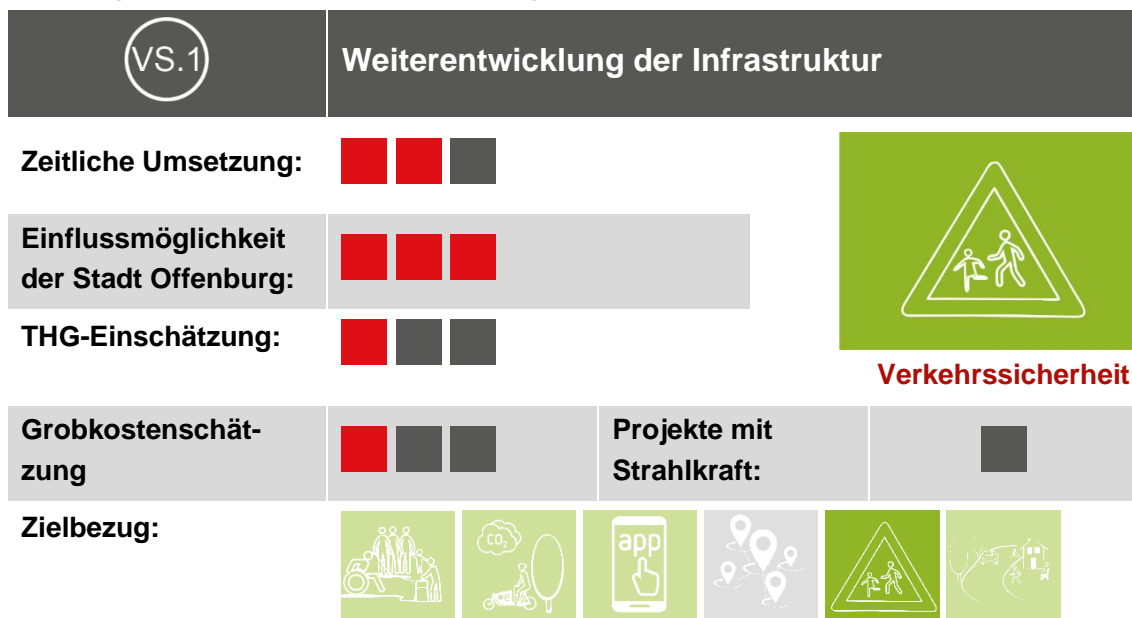 VS.1
Weiterentwicklung der Infrastruktur
Zeitliche Umsetzung:
Einflussmöglichkeit
der Stadt Offenburg:
THG-Einschätzung:
Verkehrssicherheit
Grobkostenschät-
zung
Projekte mit
Strahlkraft:
Zielbezug:
CO₂
app